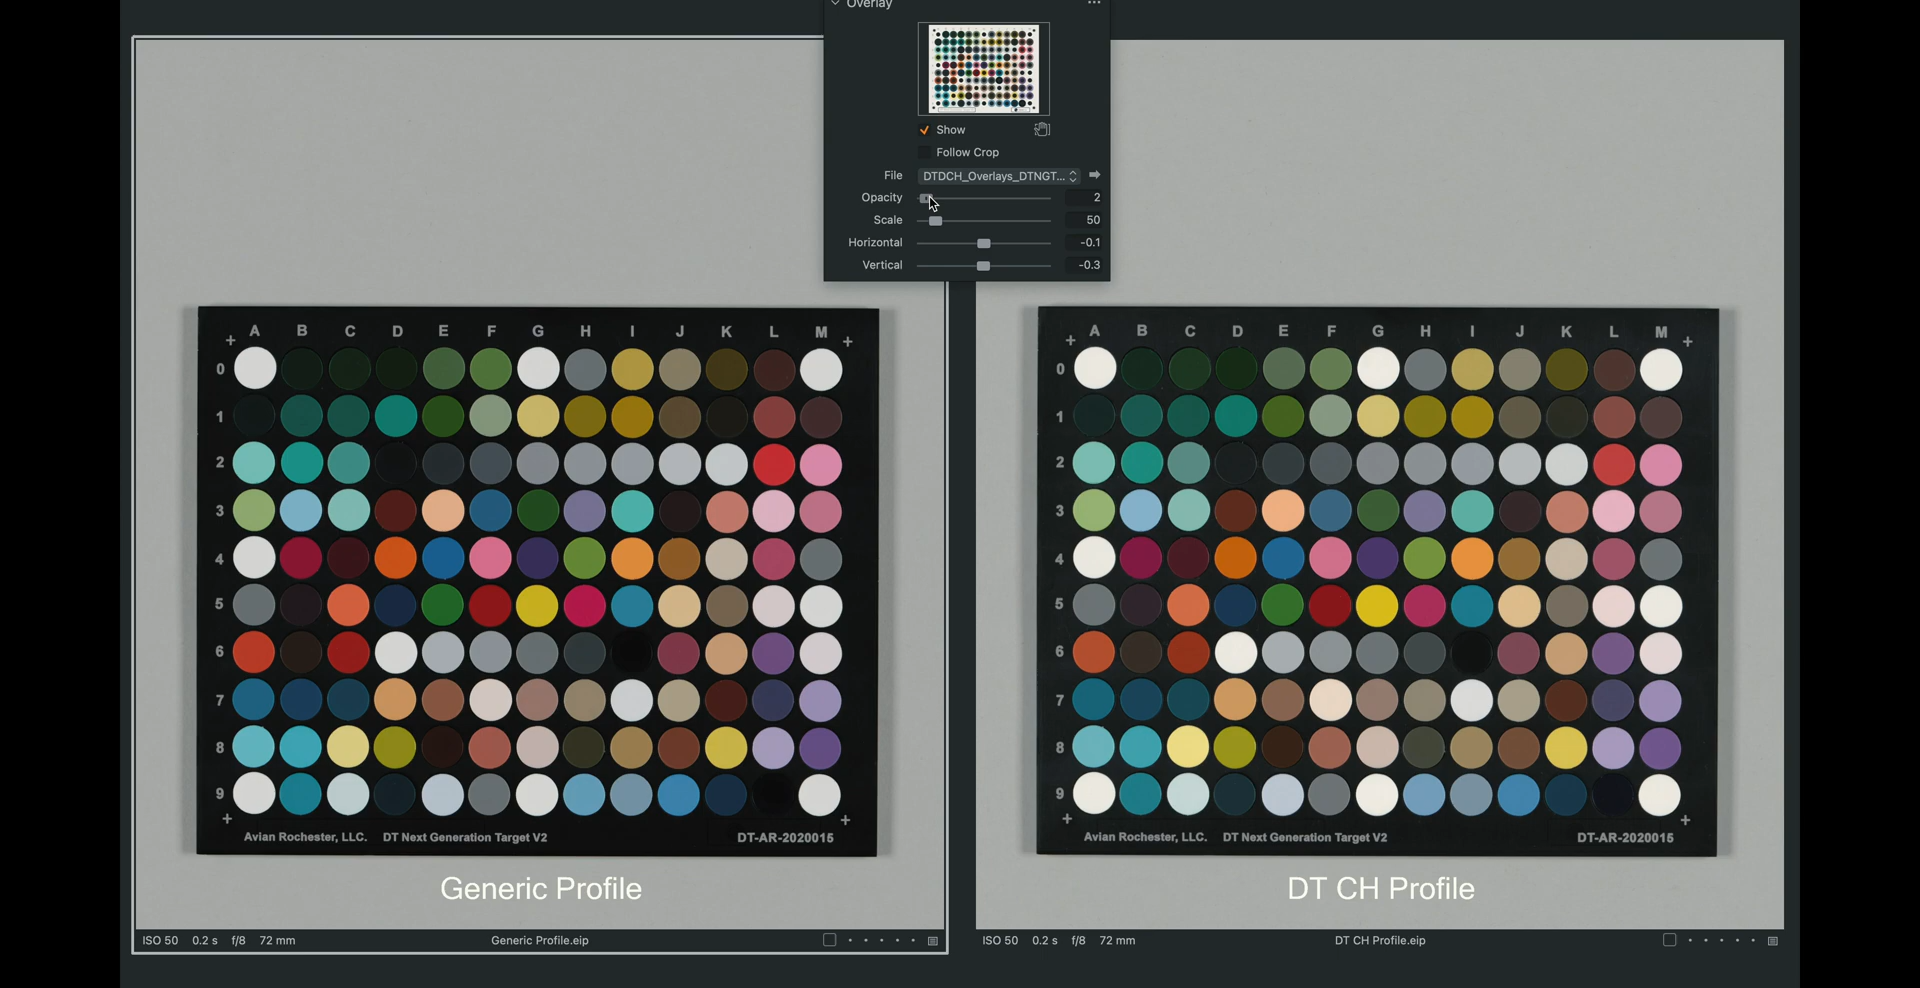 Overlay
Show
Follow Crop
File DTDCH_Overlays_DTNGT...
Opacity 2
Scale 50
Horizontal -0.1
Vertical -0.3
A B C D E F G H I J K L M
0
1
2
3
4
5
6
7
8
9
Avian Rochester, LLC. DT Next Generation Target V2 DT-AR-2020015
Generic Profile
ISO 50 0.2 s f/8 72 mm Generic Profile.eip
A B C D E F G H I J K L M
0
1
2
3
4
5
6
7
8
9
Avian Rochester, LLC. DT Next Generation Target V2 DT-AR-2020015
DT CH Profile
ISO 50 0.2 s f/8 72 mm DT CH Profile.eip